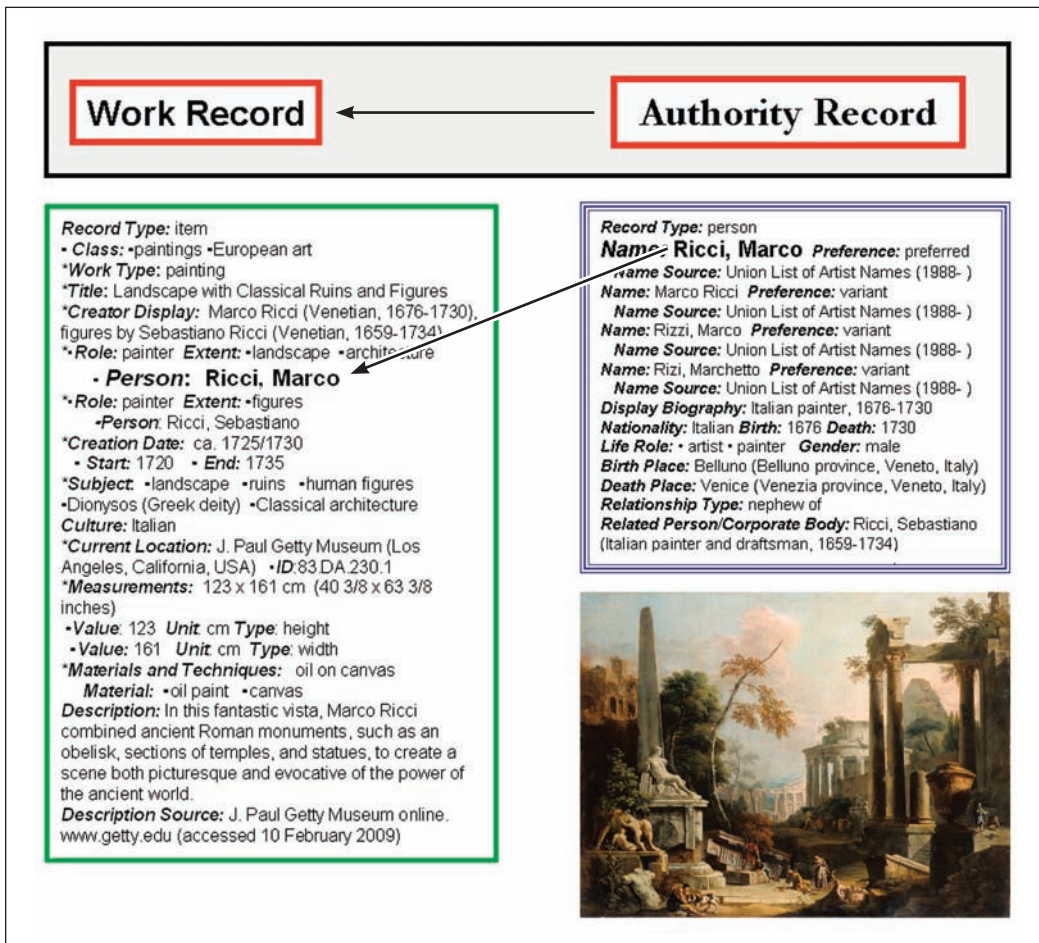 Work Record
Authority Record
Record Type: item
• Class: •paintings •European art
*Work Type: painting
*Title: Landscape with Classical Ruins and Figures
*Creator Display: Marco Ricci (Venetian, 1676-1730),
figures by Sebastiano Ricci (Venetian, 1659-1734)
*•Role: painter Extent: •landscape •architecture
• Person: Ricci, Marco
*•Role: painter Extent: •figures
•Person: Ricci, Sebastiano
*Creation Date: ca. 1725/1730
• Start: 1720 • End: 1735
*Subject: •landscape •ruins •human figures
•Dionysos (Greek deity) •Classical architecture
Culture: Italian
*Current Location: J. Paul Getty Museum (Los
Angeles, California, USA) •ID:83.DA.230.1
*Measurements: 123 x 161 cm (40 3/8 x 63 3/8
inches)
•Value: 123 Unit: cm Type: height
•Value: 161 Unit: cm Type: width
*Materials and Techniques: oil on canvas
Material: •oil paint •canvas
Description: In this fantastic vista, Marco Ricci
combined ancient Roman monuments, such as an
obelisk, sections of temples, and statues, to create a
scene both picturesque and evocative of the power of
the ancient world.
Description Source: J. Paul Getty Museum online.
www.getty.edu (accessed 10 February 2009)
Record Type: person
Name: Ricci, Marco Preference: preferred
Name Source: Union List of Artist Names (1988- )
Name: Marco Ricci Preference: variant
Name Source: Union List of Artist Names (1988- )
Name: Rizzi, Marco Preference: variant
Name Source: Union List of Artist Names (1988- )
Name: Rizi, Marchetto Preference: variant
Name Source: Union List of Artist Names (1988- )
Display Biography: Italian painter, 1676-1730
Nationality: Italian Birth: 1676 Death: 1730
Life Role: • artist • painter Gender: male
Birth Place: Belluno (Belluno province, Veneto, Italy)
Death Place: Venice (Venezia province, Veneto, Italy)
Relationship Type: nephew of
Related Person/Corporate Body: Ricci, Sebastiano
(Italian painter and draftsman, 1659-1734)